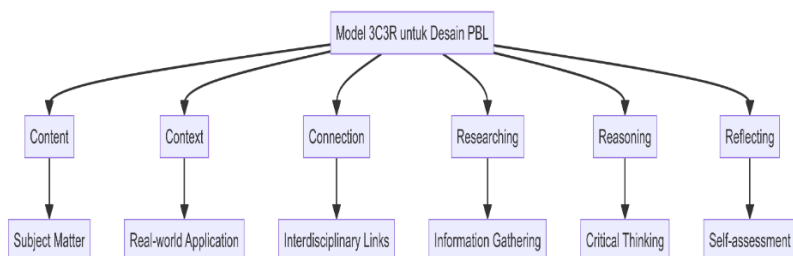 Model 3C3R untuk Desain PBL
Content
Context
Connection
Researching
Reasoning
Reflecting
Subject Matter
Real-world Application
Interdisciplinary Links
Information Gathering
Critical Thinking
Self-assessment